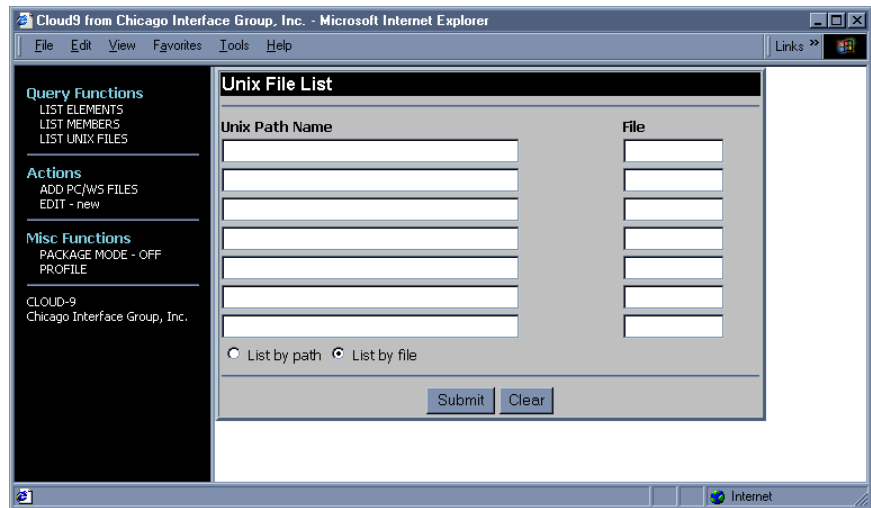 Cloud9 from Chicago Interface Group, Inc. - Microsoft Internet Explorer
File Edit View Favorites Tools Help Links »
Query Functions
LIST ELEMENTS
LIST MEMBERS
LIST UNIX FILES
Actions
ADD PC/WS FILES
EDIT - new
Misc Functions
PACKAGE MODE - OFF
PROFILE
CLOUD-9
Chicago Interface Group, Inc.
Unix File List
Unix Path Name File
List by path List by file
Submit Clear
Internet